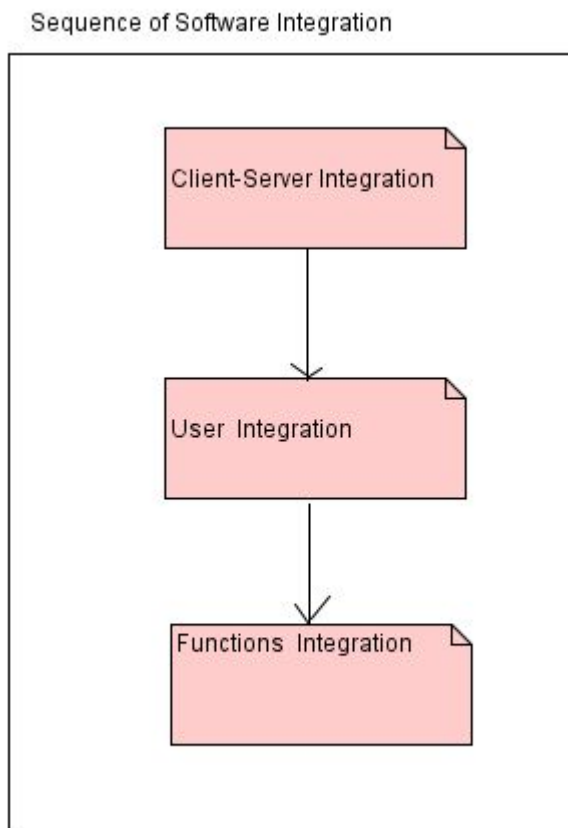 Sequence of Software Integration
Client-Server Integration
User Integration
Functions Integration